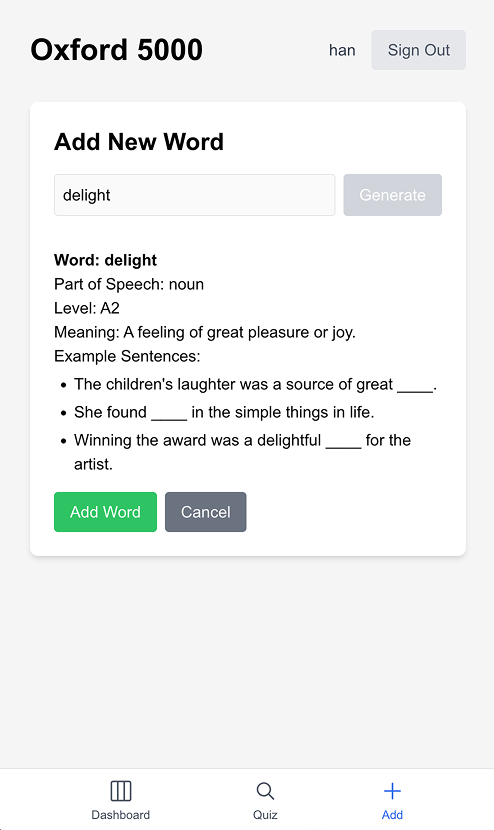 Oxford 5000
han
Sign Out
Add New Word
delight
Generate
Word: delight
Part of Speech: noun
Level: A2
Meaning: A feeling of great pleasure or joy.
Example Sentences:
• The children's laughter was a source of great ____.
• She found ____ in the simple things in life.
• Winning the award was a delightful ____ for the
artist.
Add Word
Cancel
Dashboard
Quiz
Add